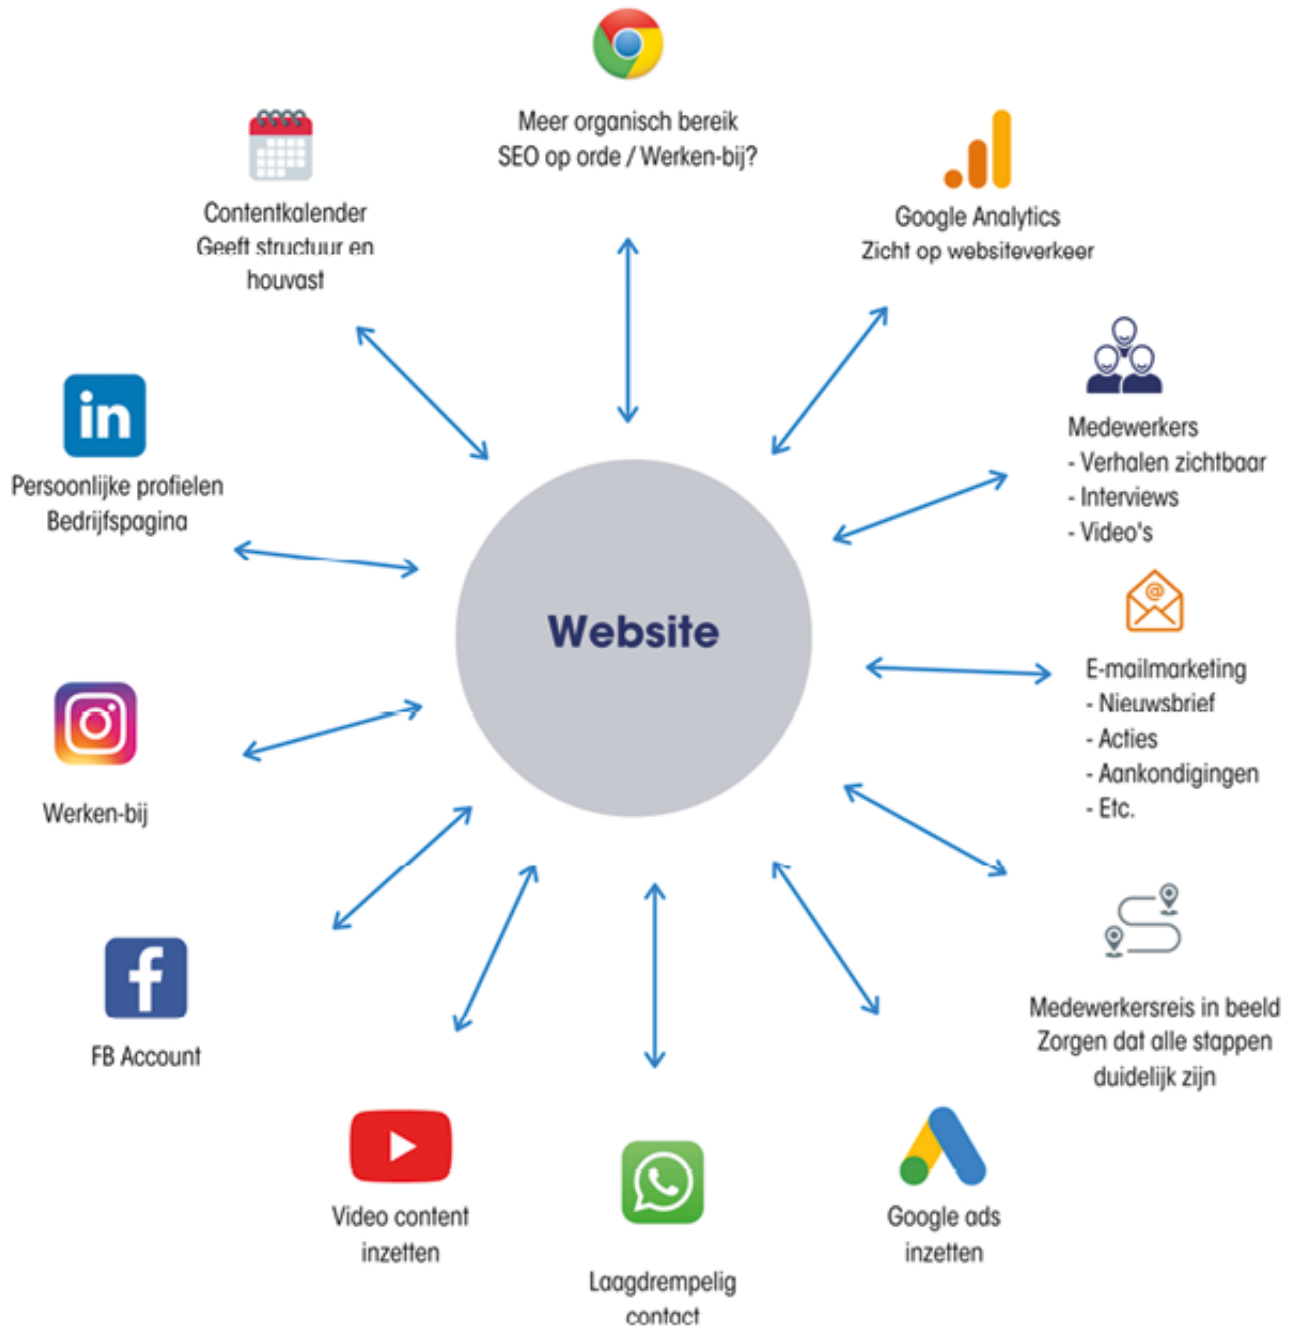 Meer organisch bereik
SEO op orde / Werken-bij?
Google Analytics
Zicht op websiteverkeer
Medewerkers
- Verhalen zichtbaar
- Interviews
- Video's
@
E-mailmarketing
- Nieuwsbrief
- Acties
- Aankondigingen
- Etc.
Medewerkersreis in beeld
Zorgen dat alle stappen
duidelijk zijn
Google ads
inzetten
Laagdrempelig
contact
Video content
inzetten
f
FB Account
Werken-bij
in
Persoonlijke profielen
Bedrijfspagina
Contentkalender
Geeft structuur en
houvast
Website